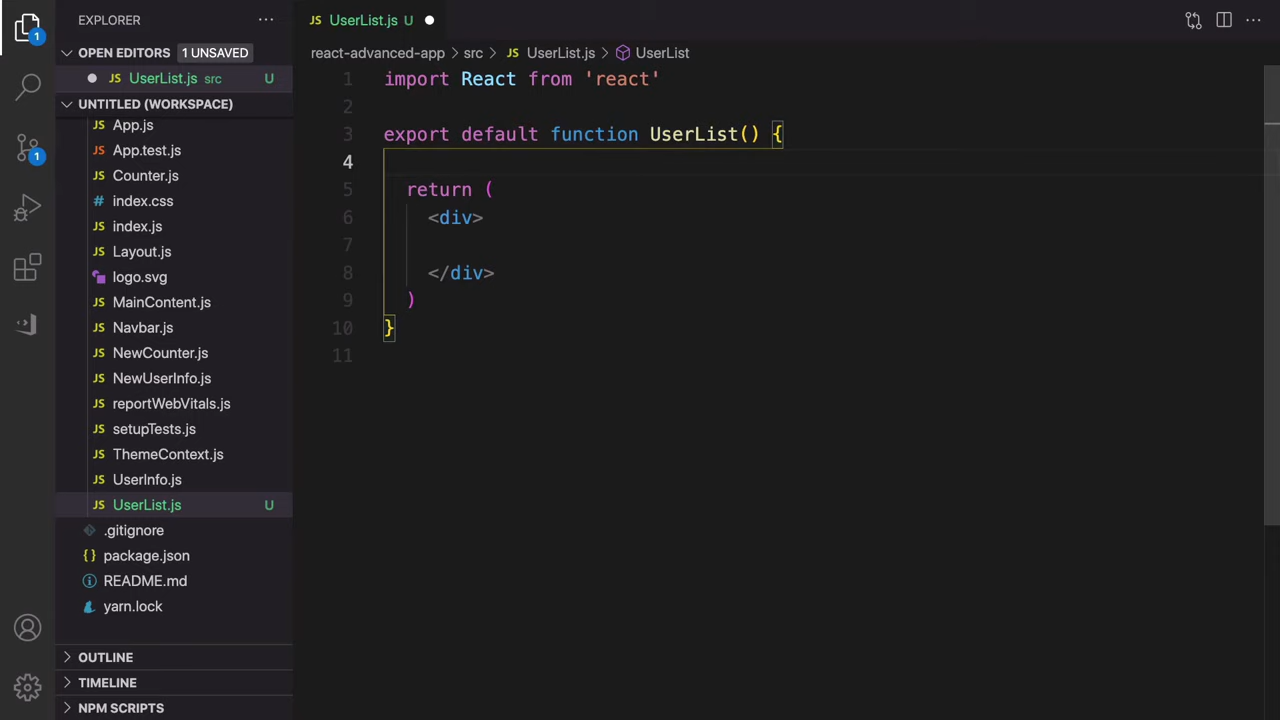 EXPLORER
OPEN EDITORS 1 UNSAVED
UserList.js src U
UNTITLED (WORKSPACE)
App.js
App.test.js
Counter.js
index.css
index.js
Layout.js
logo.svg
MainContent.js
Navbar.js
NewCounter.js
NewUserInfo.js
reportWebVitals.js
setupTests.js
ThemeContext.js
UserInfo.js
UserList.js U
.gitignore
package.json
README.md
yarn.lock
OUTLINE
TIMELINE
NPM SCRIPTS
1
1
JS UserList.js U
react-advanced-app > src > JS UserList.js > UserList
1 import React from 'react'
2
3 export default function UserList() {
4
5 return (
6 <div>
7
8 </div>
9 )
10 }
11